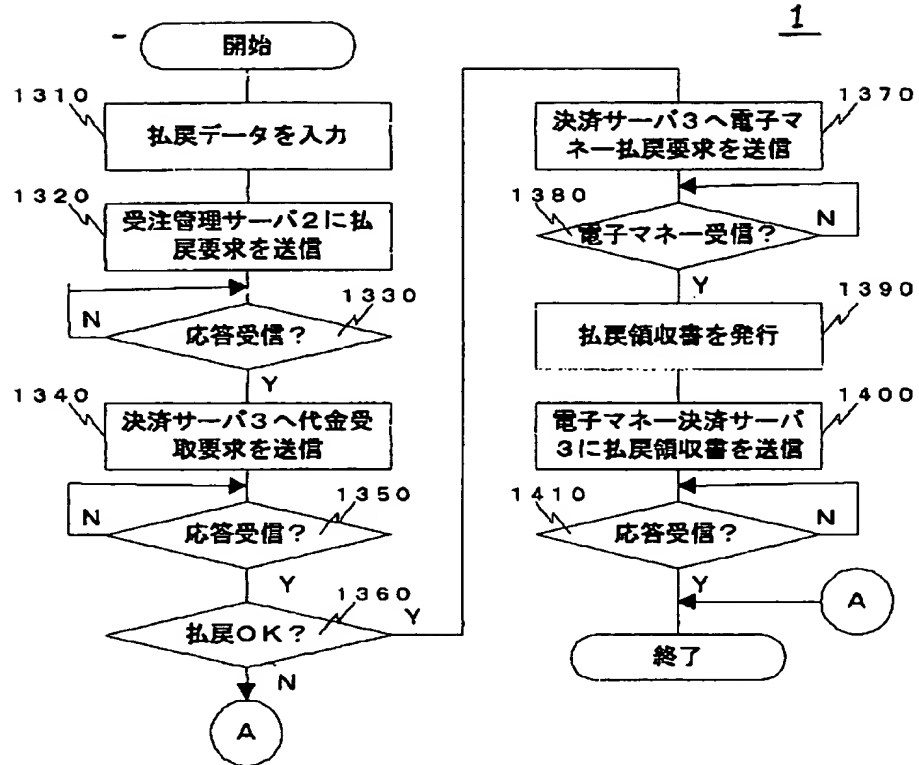 1
開始
1310
払戻データを入力
1320
受注管理サーバ2に払
戻要求を送信
N
1330
応答受信?
Y
1340
決済サーバ3へ代金受
取要求を送信
N
1350
応答受信?
Y
1360
払戻OK?
Y
N
A
1370
決済サーバ3へ電子マ
ネー払戻要求を送信
1380
N
電子マネー受信?
Y
1390
払戻領収書を発行
1400
電子マネー決済サーバ
3に払戻領収書を送信
1410
N
応答受信?
Y
A
終了